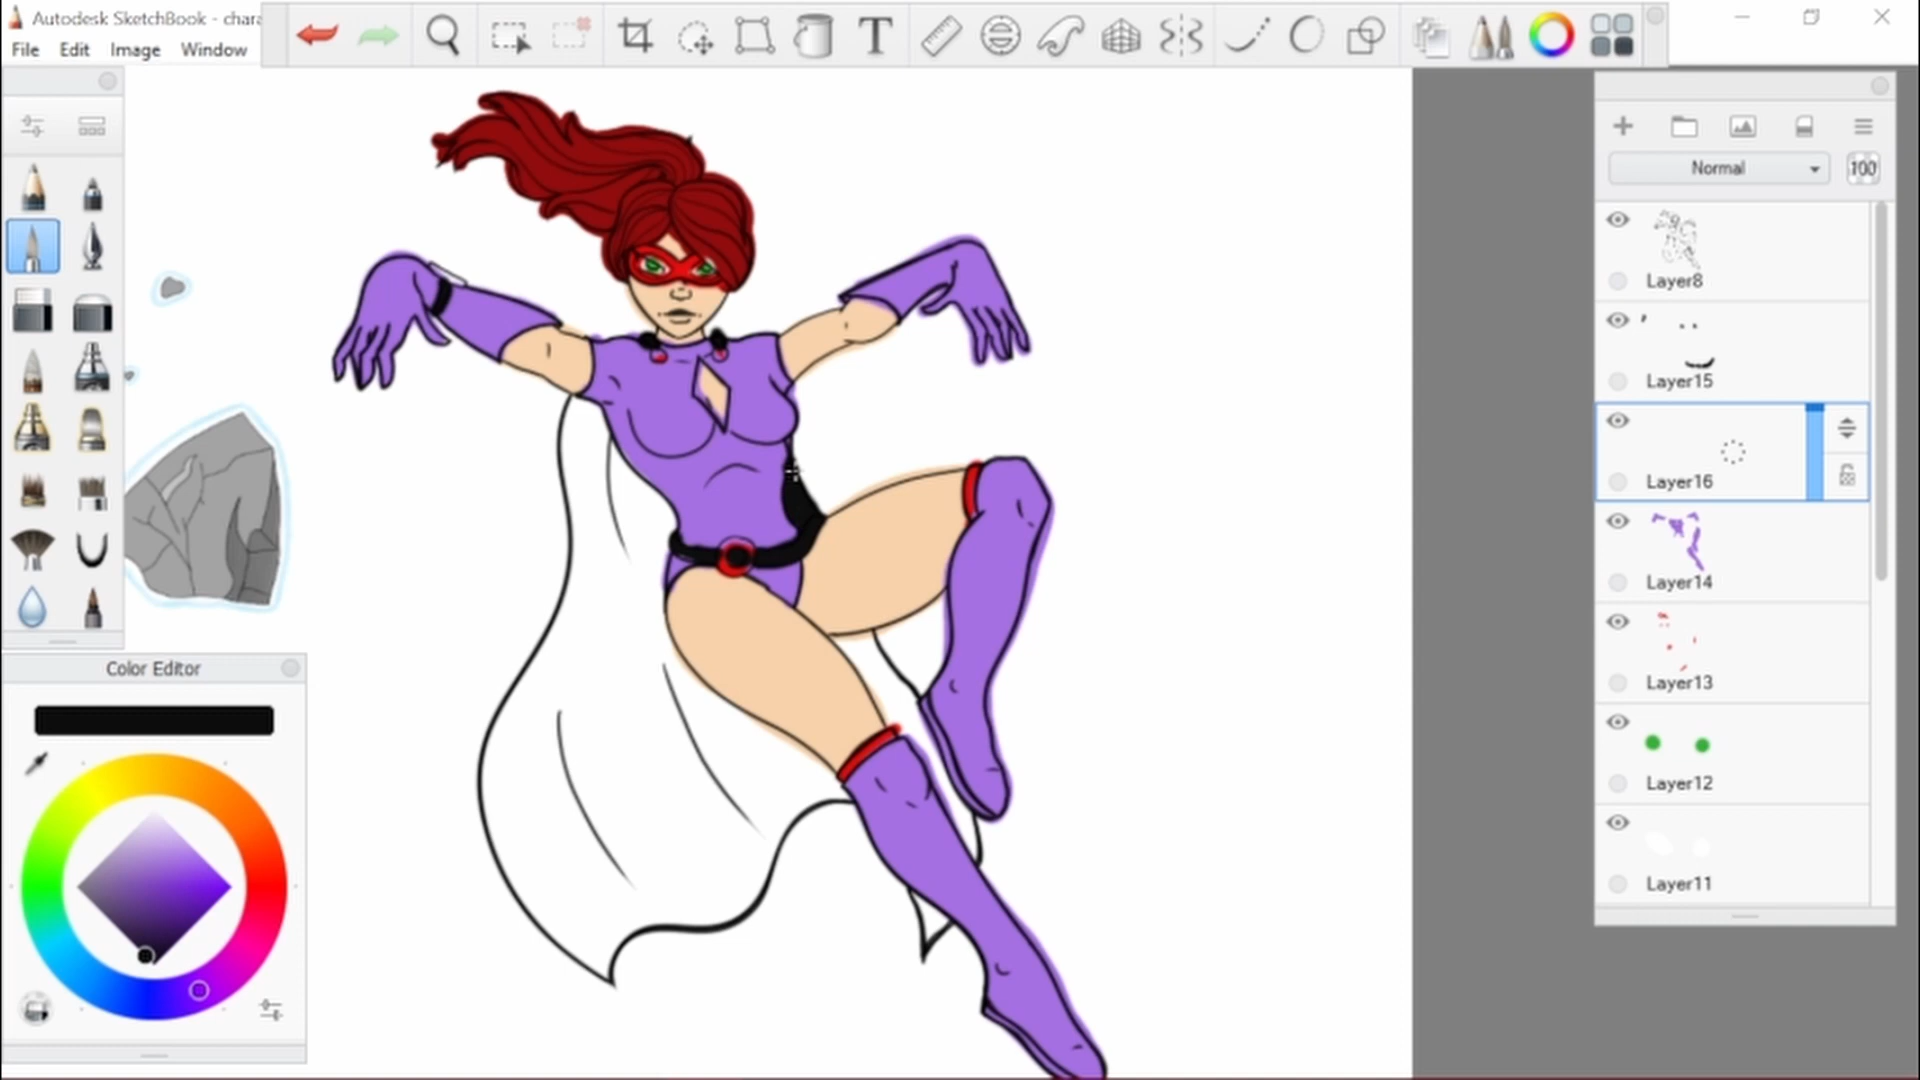 Autodesk SketchBook - chara
File Edit Image Window
T
Normal 100
Layer8
Layer15
Layer16
Layer14
Layer13
Layer12
Layer11
Color Editor